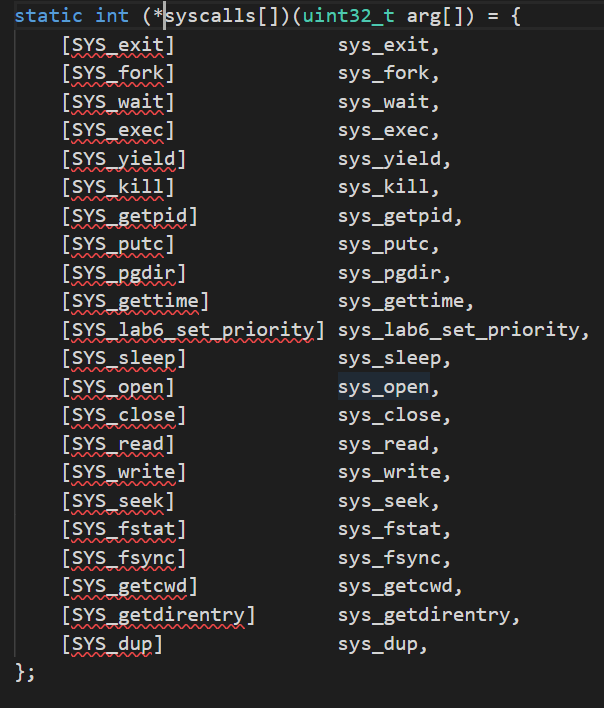 static int (*syscalls[])(uint32_t arg[]) = {
    [SYS_exit]              sys_exit,
    [SYS_fork]              sys_fork,
    [SYS_wait]              sys_wait,
    [SYS_exec]              sys_exec,
    [SYS_yield]             sys_yield,
    [SYS_kill]              sys_kill,
    [SYS_getpid]            sys_getpid,
    [SYS_putc]              sys_putc,
    [SYS_pgdir]             sys_pgdir,
    [SYS_gettime]           sys_gettime,
    [SYS_lab6_set_priority] sys_lab6_set_priority,
    [SYS_sleep]             sys_sleep,
    [SYS_open]              sys_open,
    [SYS_close]             sys_close,
    [SYS_read]              sys_read,
    [SYS_write]             sys_write,
    [SYS_seek]              sys_seek,
    [SYS_fstat]             sys_fstat,
    [SYS_fsync]             sys_fsync,
    [SYS_getcwd]            sys_getcwd,
    [SYS_getdirentry]       sys_getdirentry,
    [SYS_dup]               sys_dup,
};